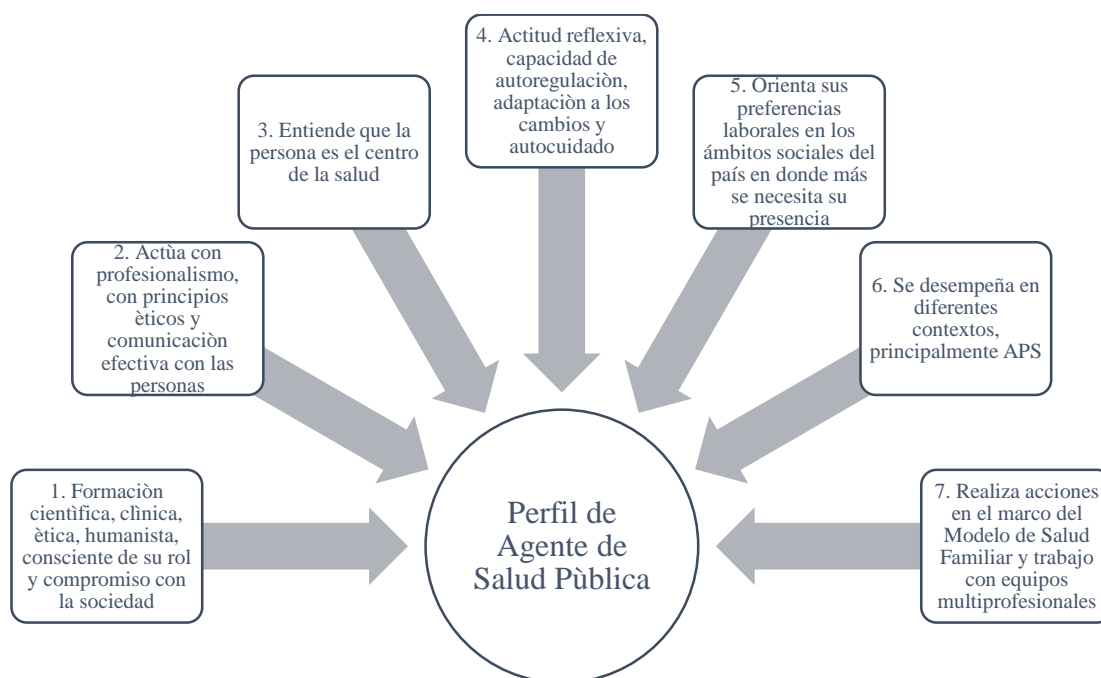 1. Formaciòn
cientìfica, clìnica,
ètica, humanista,
consciente de su rol
y compromiso con
la sociedad
2. Actùa con
profesionalismo,
con principios
èticos y
comunicaciòn
efectiva con las
personas
3. Entiende que la
persona es el centro
de la salud
4. Actitud reflexiva,
capacidad de
autoregulaciòn,
adaptaciòn a los
cambios y
autocuidado
5. Orienta sus
preferencias
laborales en los
ámbitos sociales del
país en donde más
se necesita su
presencia
6. Se desempeña en
diferentes
contextos,
principalmente APS
7. Realiza acciones
en el marco del
Modelo de Salud
Familiar y trabajo
con equipos
multiprofesionales
Perfil de
Agente de
Salud Pùblica